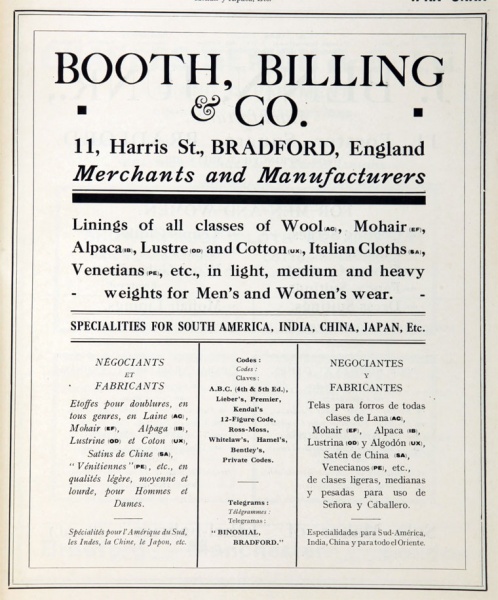 BOOTH, BILLING
& CO.
11, Harris St., BRADFORD, England
Merchants and Manufacturers
Linings of all classes of Wool (AG), Mohair (EF),
Alpaca (IB), Lustre (OD) and Cotton (UX), Italian Cloths (SA),
Venetians (PE), etc., in light, medium and heavy
- weights for Men's and Women's wear. -
SPECIALITIES FOR SOUTH AMERICA, INDIA, CHINA, JAPAN, Etc.
NÉGOCIANTS
ET
FABRICANTS
Etoffes pour doublures, en
tous genres, en Laine (AG),
Mohair (EF), Alpaga (IB),
Lustrine (OD) et Coton (UX),
Satins de Chine (SA),
"Vénitiennes" (PE), etc., en
qualités légère, moyenne et
lourde, pour Hommes et
Dames.
Spécialités pour l'Amérique du Sud,
les Indes, la Chine, le Japon, etc.
Codes :
Codes :
Claves :
A.B.C. (4th & 5th Ed.),
Lieber's, Premier,
Kendal's
12-Figure Code,
Ross-Moss,
Whitelaw's, Hamel's,
Bentley's,
Private Codes.
Telegrams :
Télégrammes :
Telegramas :
"BINOMIAL,
BRADFORD."
NEGOCIANTES
Y
FABRICANTES
Telas para forros de todas
clases de Lana (AG),
Mohair (EF), Alpaca (IB),
Lustrina (OD) y Algodón (UX),
Satén de China (SA),
Venecianos (PE), etc.,
de clases ligeras, medianas
y pesadas para uso de
Señora y Caballero.
Especialidades para Sud-América,
India, China y para todo el Oriente.